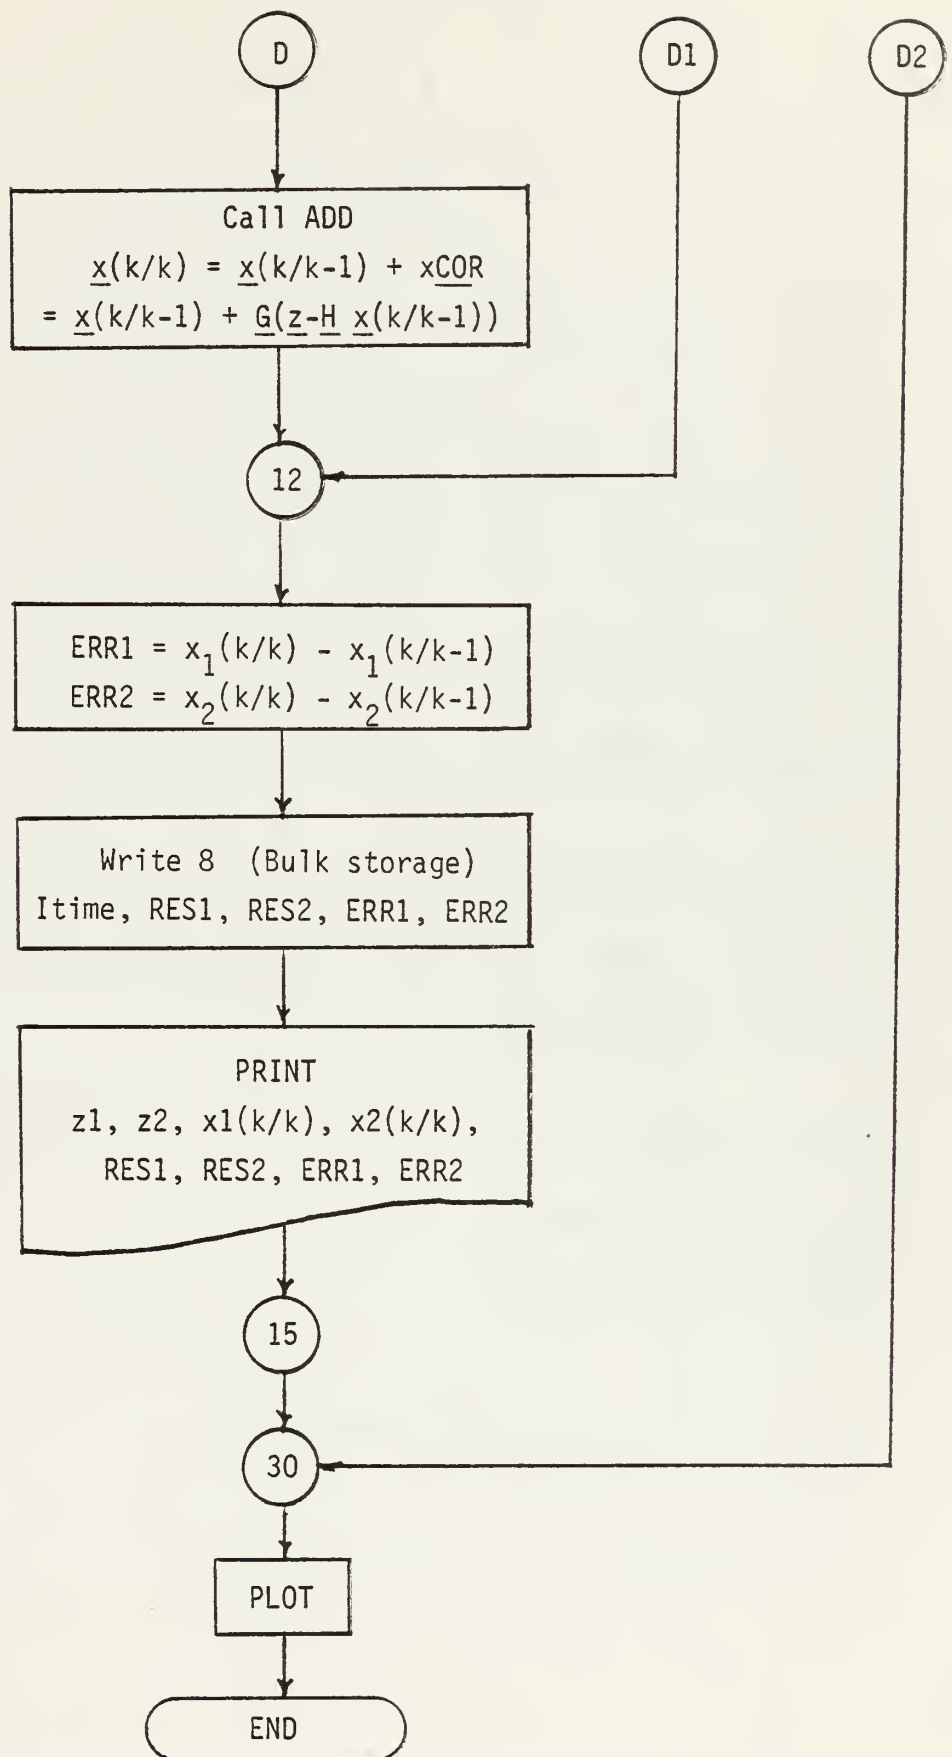 D
D1
D2
Call ADD
x(k/k) = x(k/k-1) + xCOR
= x(k/k-1) + G(z-H x(k/k-1))
12
ERR1 = x₁(k/k) - x₁(k/k-1)
ERR2 = x₂(k/k) - x₂(k/k-1)
Write 8 (Bulk storage)
Itime, RES1, RES2, ERR1, ERR2
PRINT
z1, z2, x1(k/k), x2(k/k),
RES1, RES2, ERR1, ERR2
15
30
PLOT
END